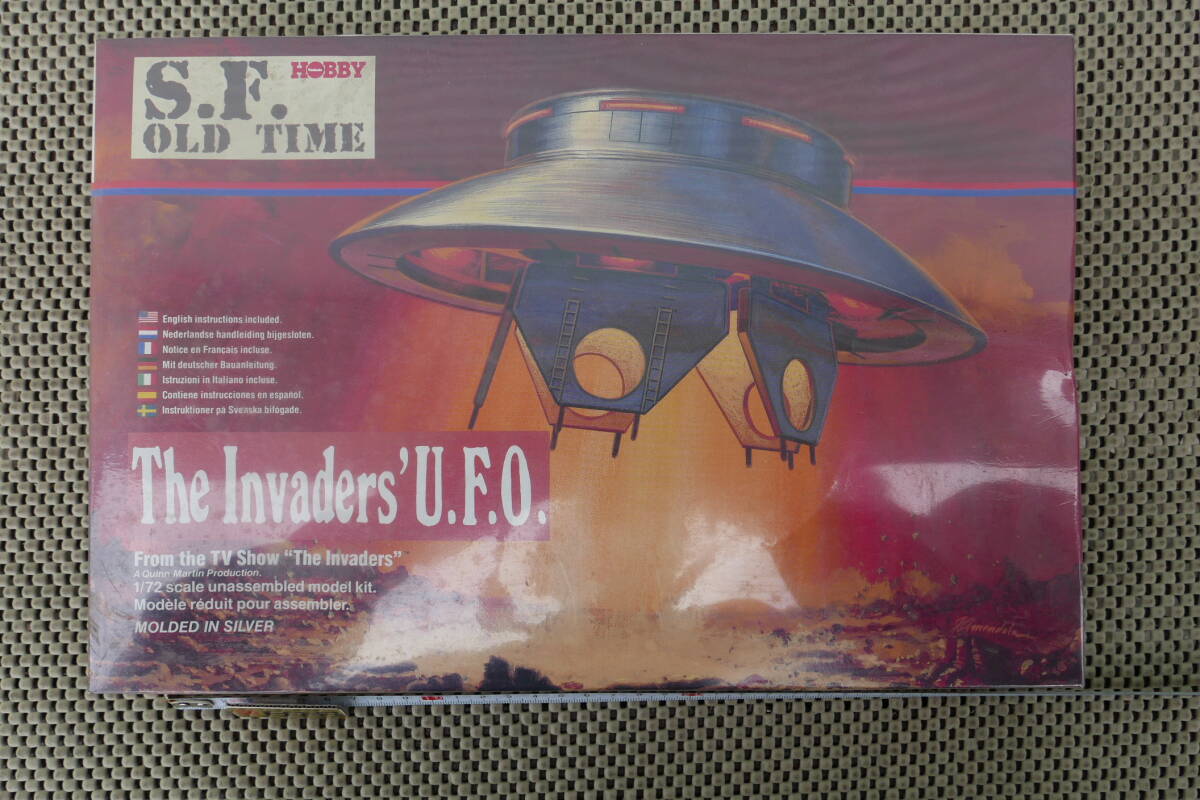 S.F. HOBBY
OLD TIME
English instructions included.
Nederlandse handleiding bijgesloten.
Notice en Français incluse.
Mit deutscher Bauanleitung.
Istruzioni in Italiano incluse.
Contiene instrucciones en español.
Instruktioner på Svenska bifogade.
The Invaders' U.F.O.
From the TV Show "The Invaders"
A Quinn Martin Production.
1/72 scale unassembled model kit.
Modèle réduit pour assembler.
MOLDED IN SILVER